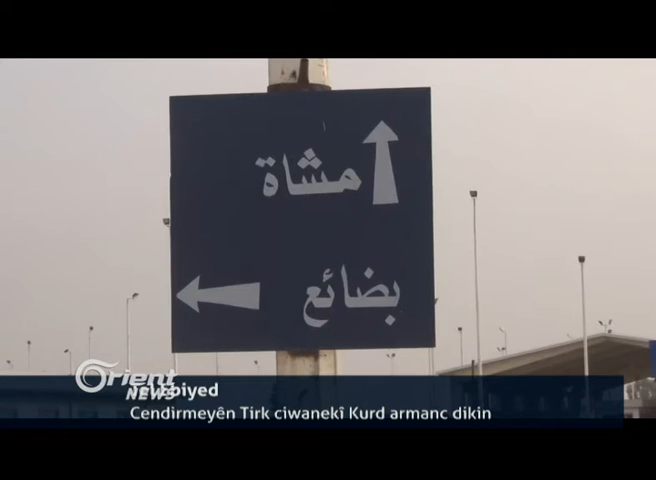 مشاة
بضائع
Orient
NEWS
Cendirmeyên Tirk ciwanekî Kurd armanc dikin